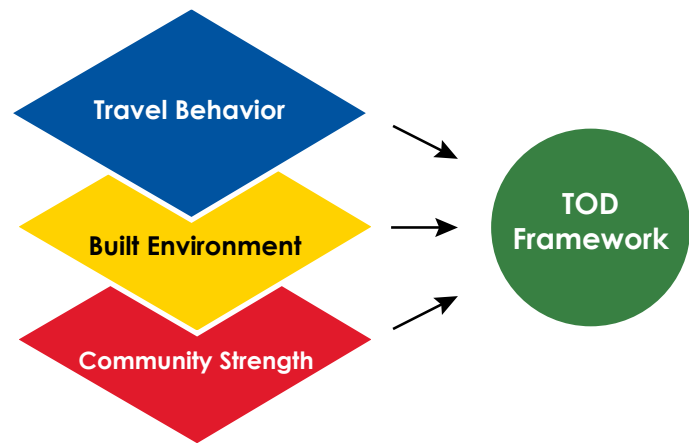 Travel Behavior
Built Environment
Community Strength
TOD
Framework